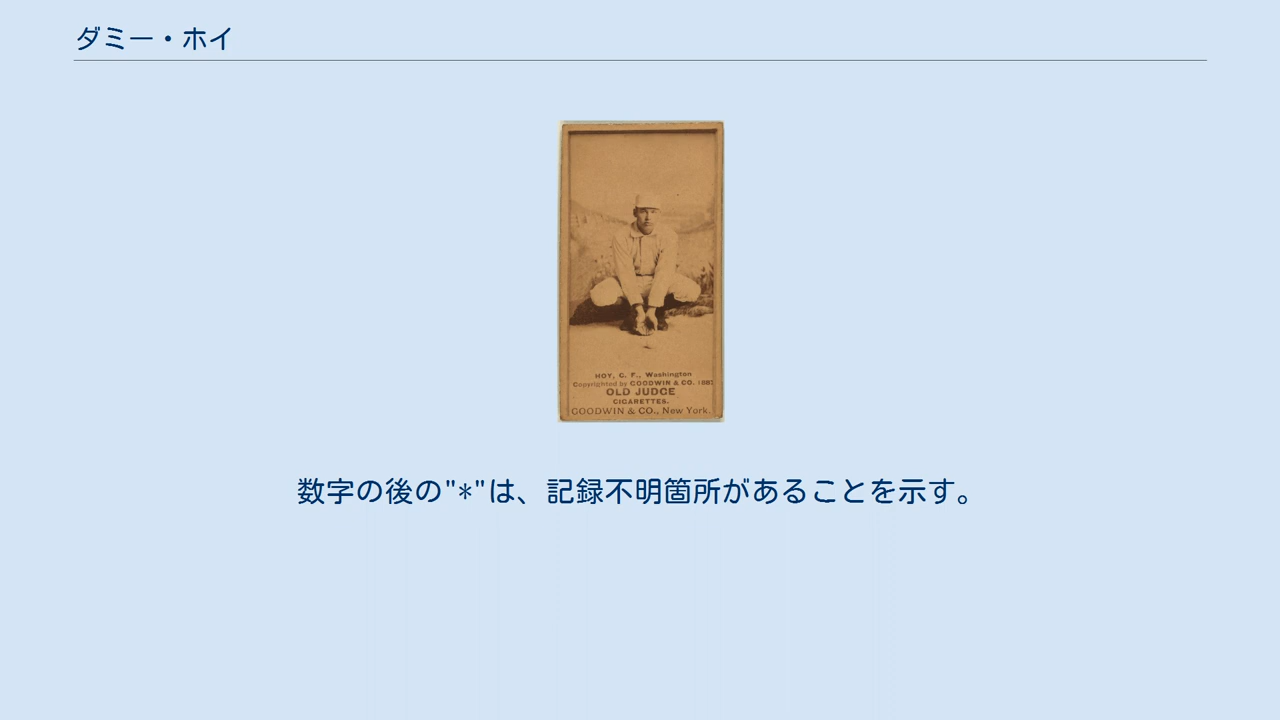 ダミー・ホイ
HOY, C. F., Washington
Copyrighted by GOODWIN & CO. 1887
OLD JUDGE
CIGARETTES.
GOODWIN & CO., New York.
数字の後の"*"は、記録不明箇所があることを示す。